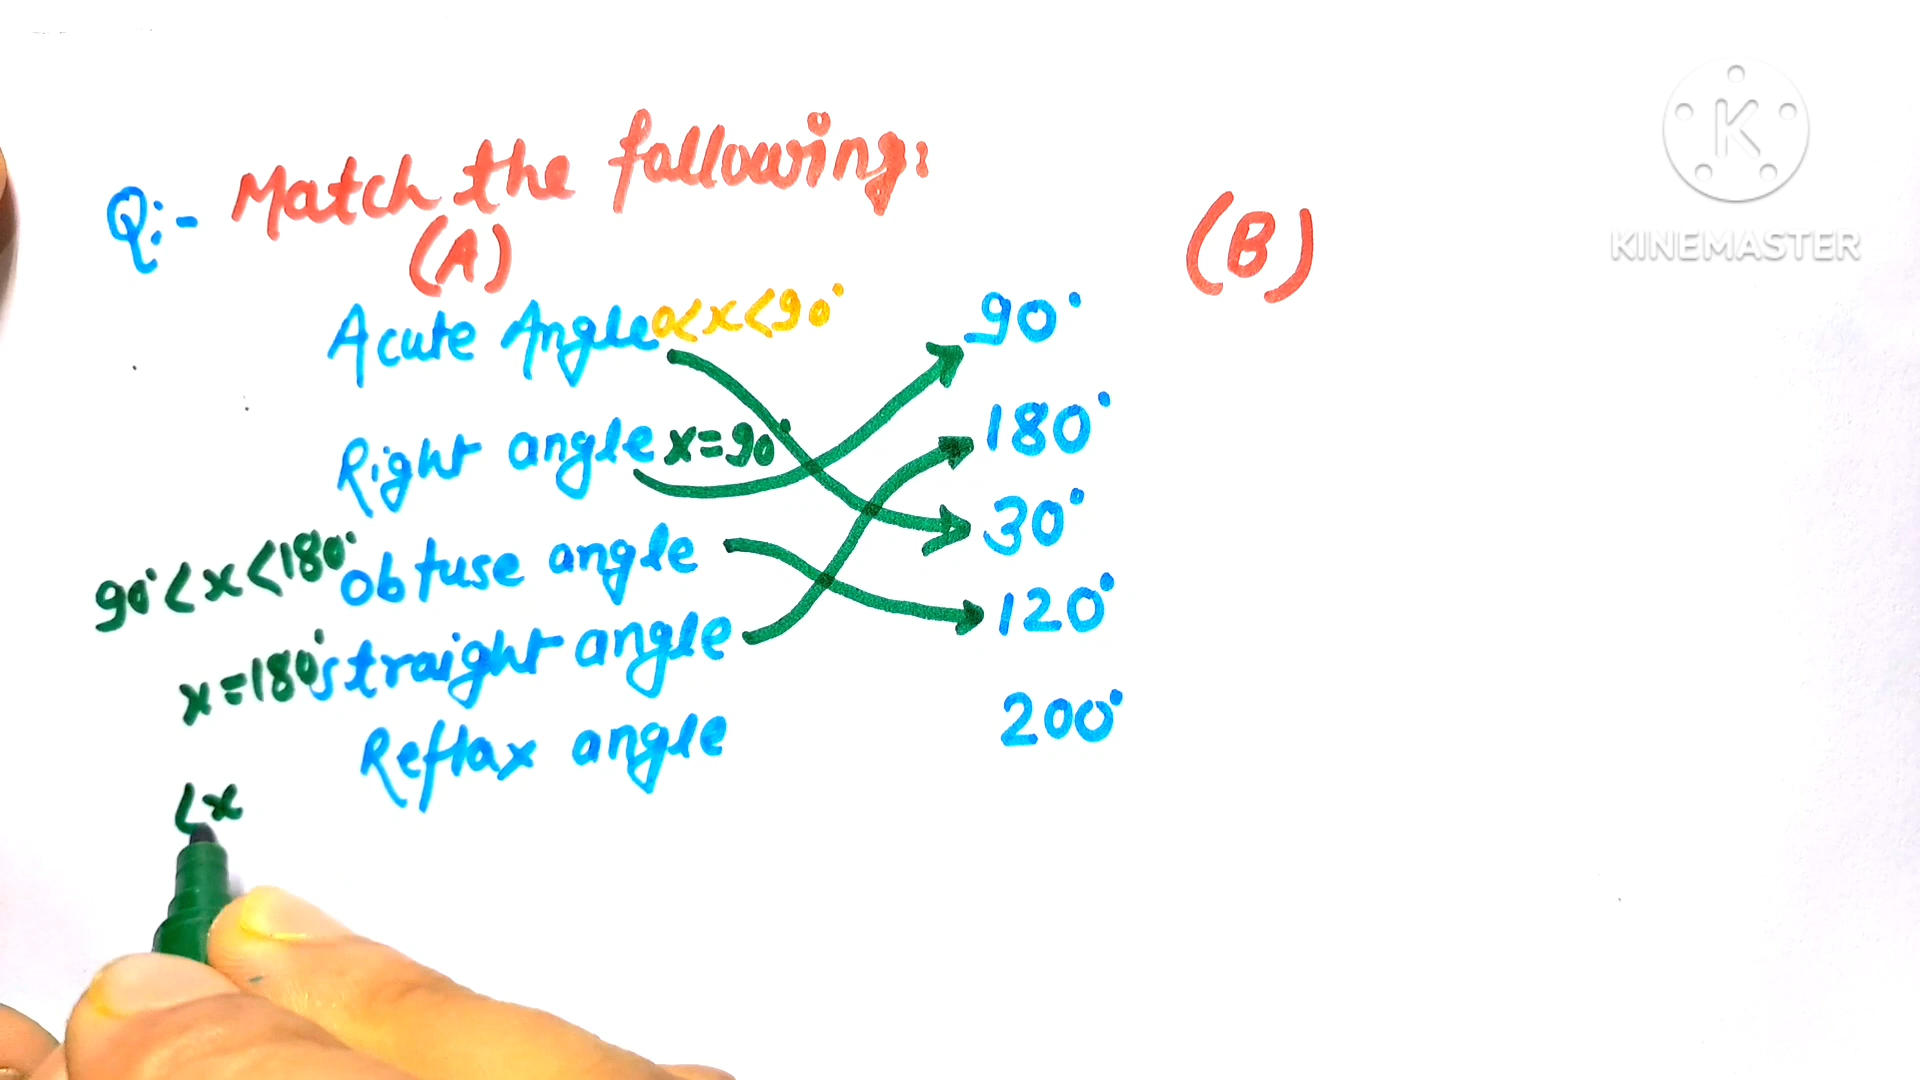 Q:- Match the following:
(A) (B)
Acute Angle 0<x<90° 90°
Right angle x=90° 180°
30°
90°<x<180° obtuse angle 120°
x=180° straight angle
Reflax angle 200°
<x
K
KINEMASTER